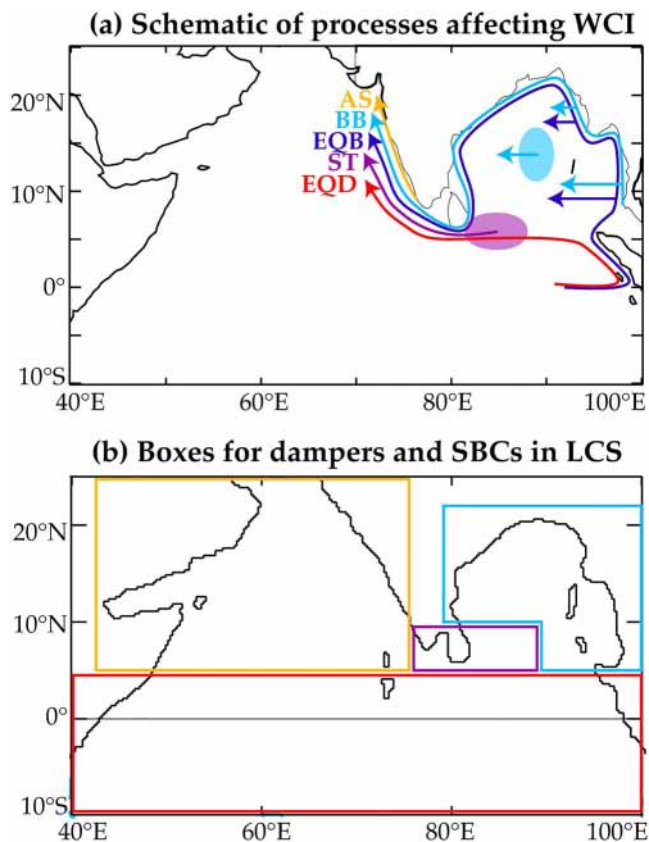 (a) Schematic of processes affecting WCI
20°N
AS
BB
EQB
ST
10°N
EQD
0°
10°S
40°E 60°E 80°E 100°E
(b) Boxes for dampers and SBCs in LCS
20°N
10°N
0°
10°S
40°E 60°E 80°E 100°E